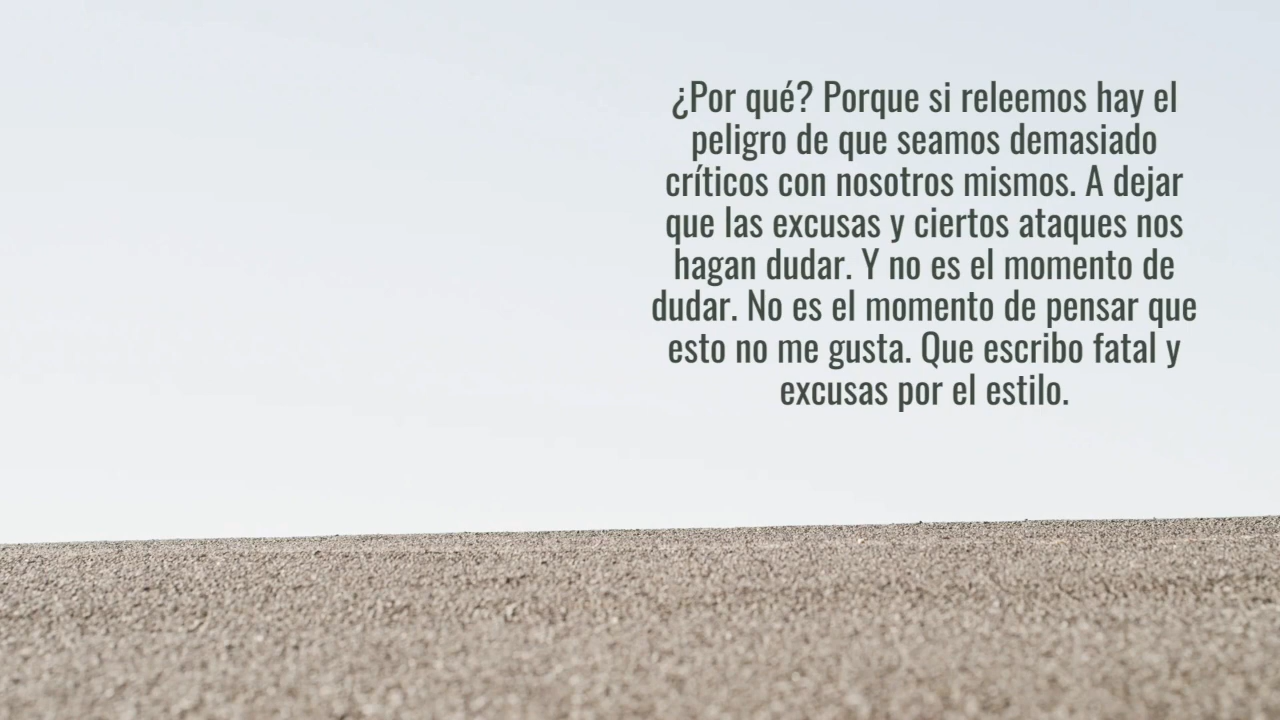 ¿Por qué? Porque si releemos hay el
peligro de que seamos demasiado
críticos con nosotros mismos. A dejar
que las excusas y ciertos ataques nos
hagan dudar. Y no es el momento de
dudar. No es el momento de pensar que
esto no me gusta. Que escribo fatal y
excusas por el estilo.